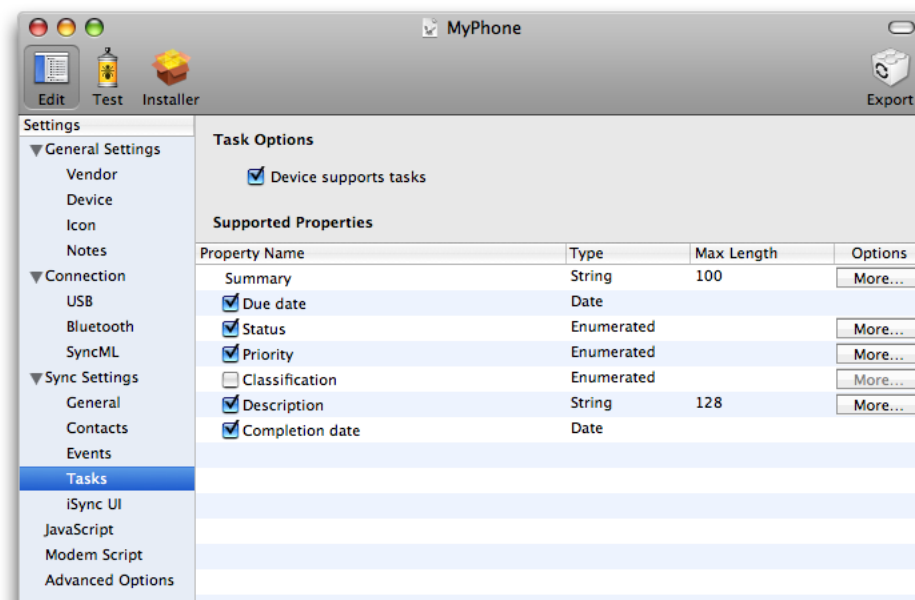 MyPhone
Edit Test Installer Export
Settings
General Settings
Vendor
Device
Icon
Notes
Connection
USB
Bluetooth
SyncML
Sync Settings
General
Contacts
Events
Tasks
iSync UI
JavaScript
Modem Script
Advanced Options
Task Options
Device supports tasks
Supported Properties
Property Name Type Max Length Options
Summary String 100 More...
Due date Date
Status Enumerated More...
Priority Enumerated More...
Classification Enumerated More...
Description String 128 More...
Completion date Date